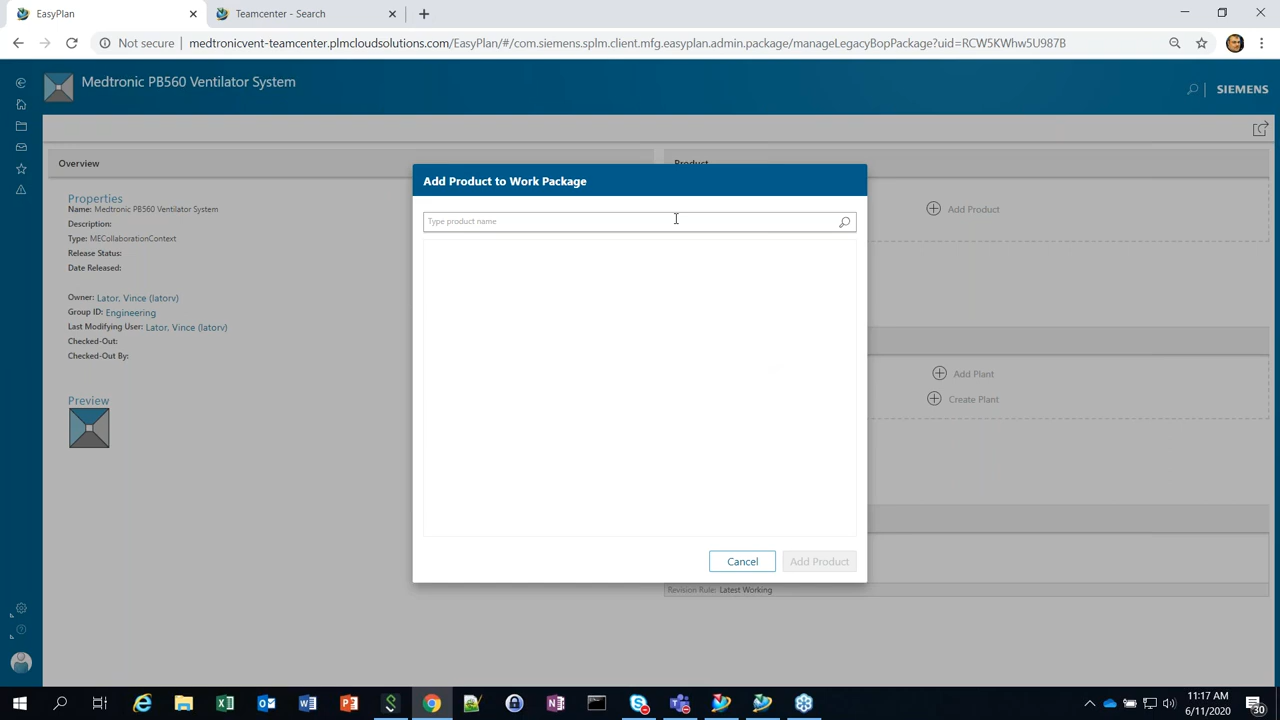 EasyPlan
Teamcenter - Search
Not secure
medtronicvent-teamcenter.plmcloudsolutions.com/EasyPlan/#/com.siemens.splm.client.mfg.easyplan.admin.package/manageLegacyBopPackage?uid=RCW5KWhw5U987B
Medtronic PB560 Ventilator System
SIEMENS
Overview
Product
Add Product to Work Package
Properties
Name: Medtronic PB560 Ventilator System
Add Product
Type product name
Description:
Type: MECollaborationContext
Release Status:
Date Released:
Owner: Lator, Vince (latorv)
Group ID: Engineering
Last Modifying User: Lator, Vince (latorv)
Checked-Out:
Checked-Out By:
Add Plant
Preview
Create Plant
Cancel
Add Product
Revision Rule: Latest Working
11:17 AM
6/11/2020
30